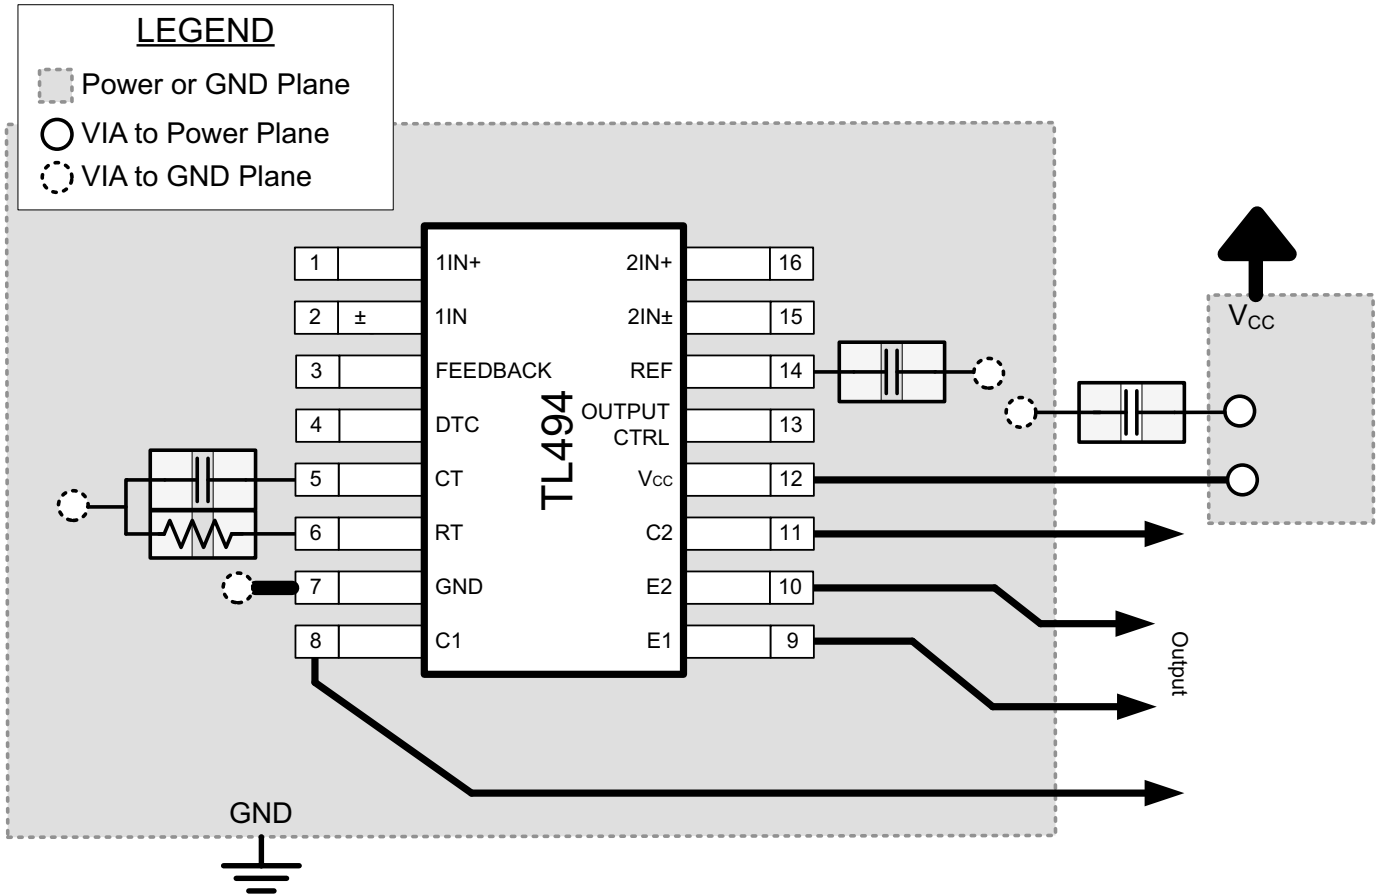 LEGEND
Power or GND Plane
VIA to Power Plane
VIA to GND Plane
1 1IN+ 2IN+ 16
2 ± 1IN 2IN± 15
3 FEEDBACK REF 14
4 DTC OUTPUT CTRL 13
5 CT VCC 12
6 RT C2 11
7 GND E2 10
8 C1 E1 9
TL494
VCC
Output
GND